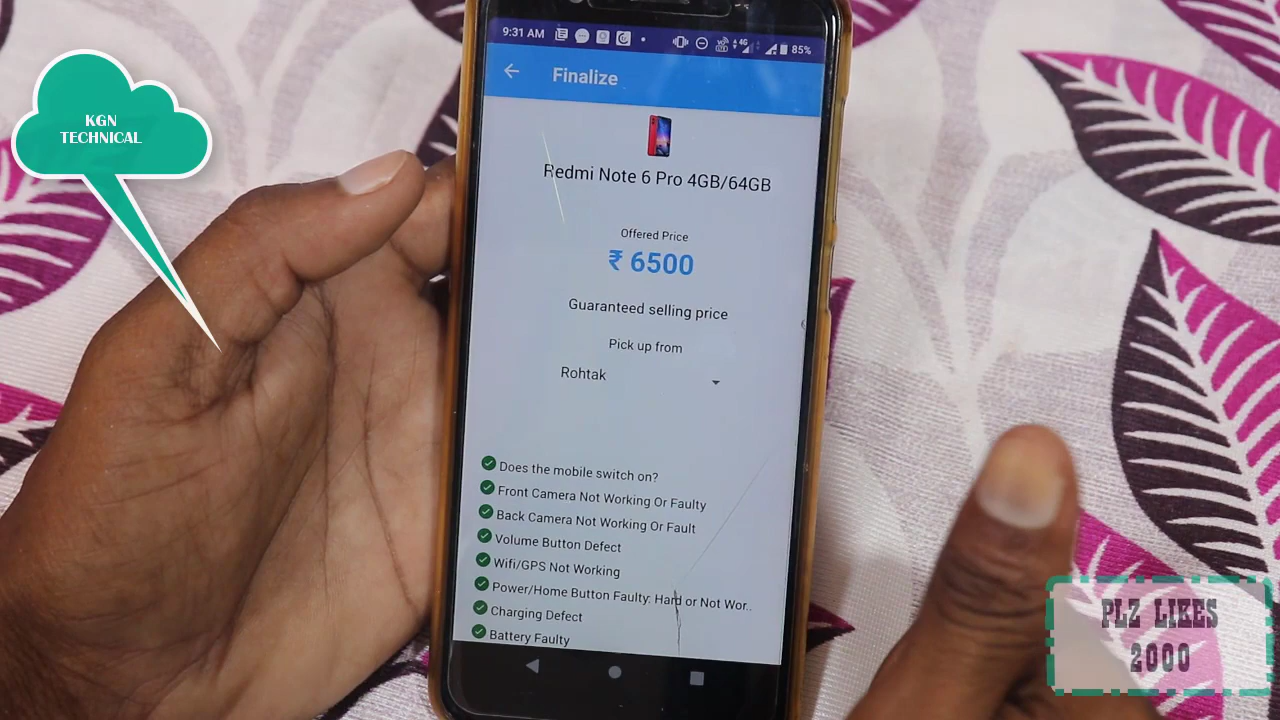 KGN
TECHNICAL
9:31 AM
4G
85%
Finalize
Redmi Note 6 Pro 4GB/64GB
Offered Price
₹ 6500
Guaranteed selling price
Pick up from
Rohtak
Does the mobile switch on?
Front Camera Not Working Or Faulty
Back Camera Not Working Or Fault
Volume Button Defect
Wifi/GPS Not Working
Power/Home Button Faulty: Hard or Not Wor..
Charging Defect
Battery Faulty
PLZ LIKES
2000